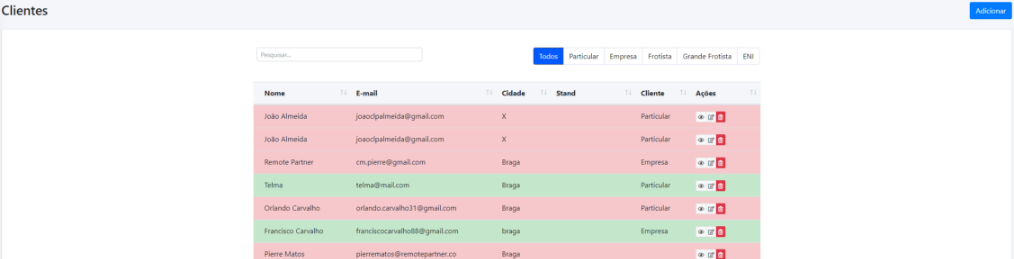 Clientes
Adicionar
Pesquisar...
Todos Particular Empresa Frotista Grande Frotista ENI
Nome E-mail Cidade Stand Cliente Ações
João Almeida joaoclpalmeida@gmail.com X Particular
João Almeida joaoclpalmeida@gmail.com X Particular
Remote Partner cm.pierre@gmail.com Braga Empresa
Telma telma@mail.com Braga Particular
Orlando Carvalho orlando.carvalho31@gmail.com Braga Particular
Francisco Carvalho franciscocarvalho88@gmail.com braga Empresa
Pierre Matos pierrematos@remotepartner.co Braga